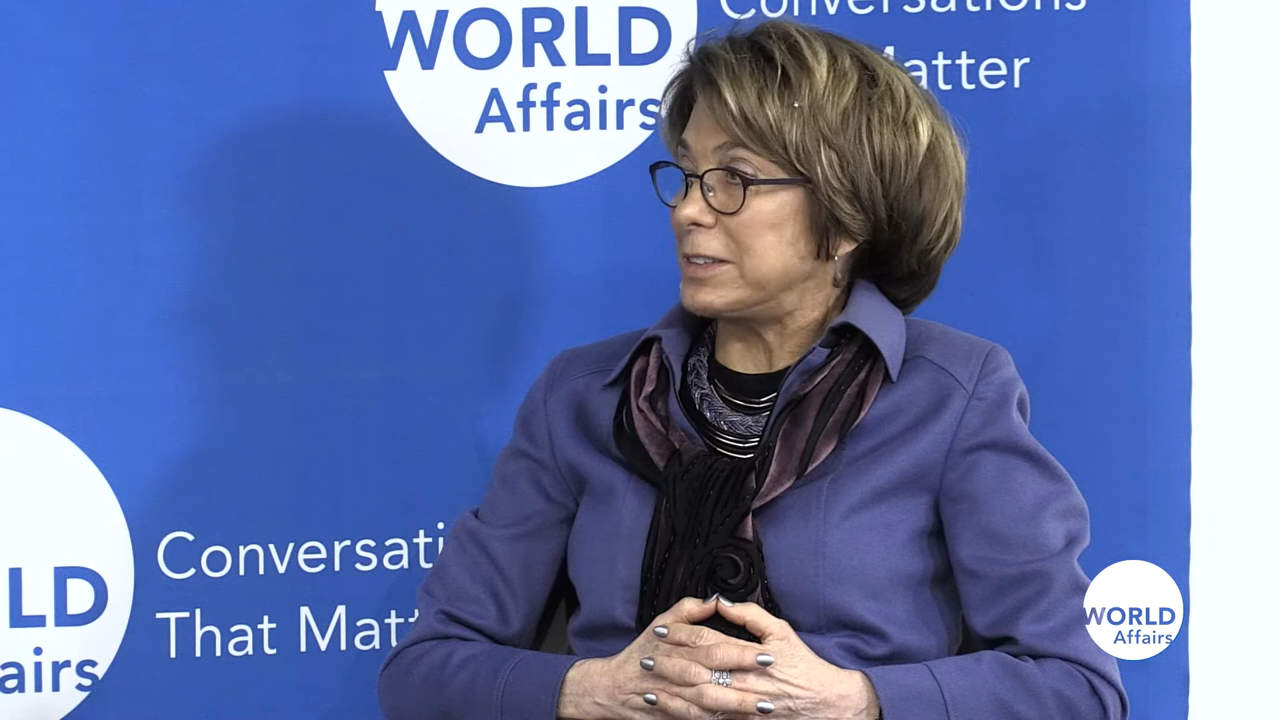 WORLD
Affairs
Conversations
Matter
LD
airs
Conversati
That Matt
WORLD
Affairs